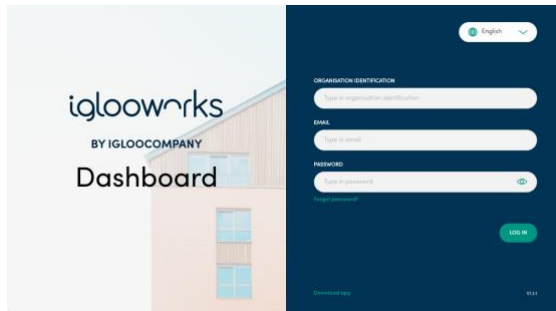 iglooworks
BY IGLOOCOMPANY
Dashboard
English
ORGANISATION IDENTIFICATION
Type in organisation identification
EMAIL
Type in email
PASSWORD
Type in password
Forgot password?
LOG IN
Download app